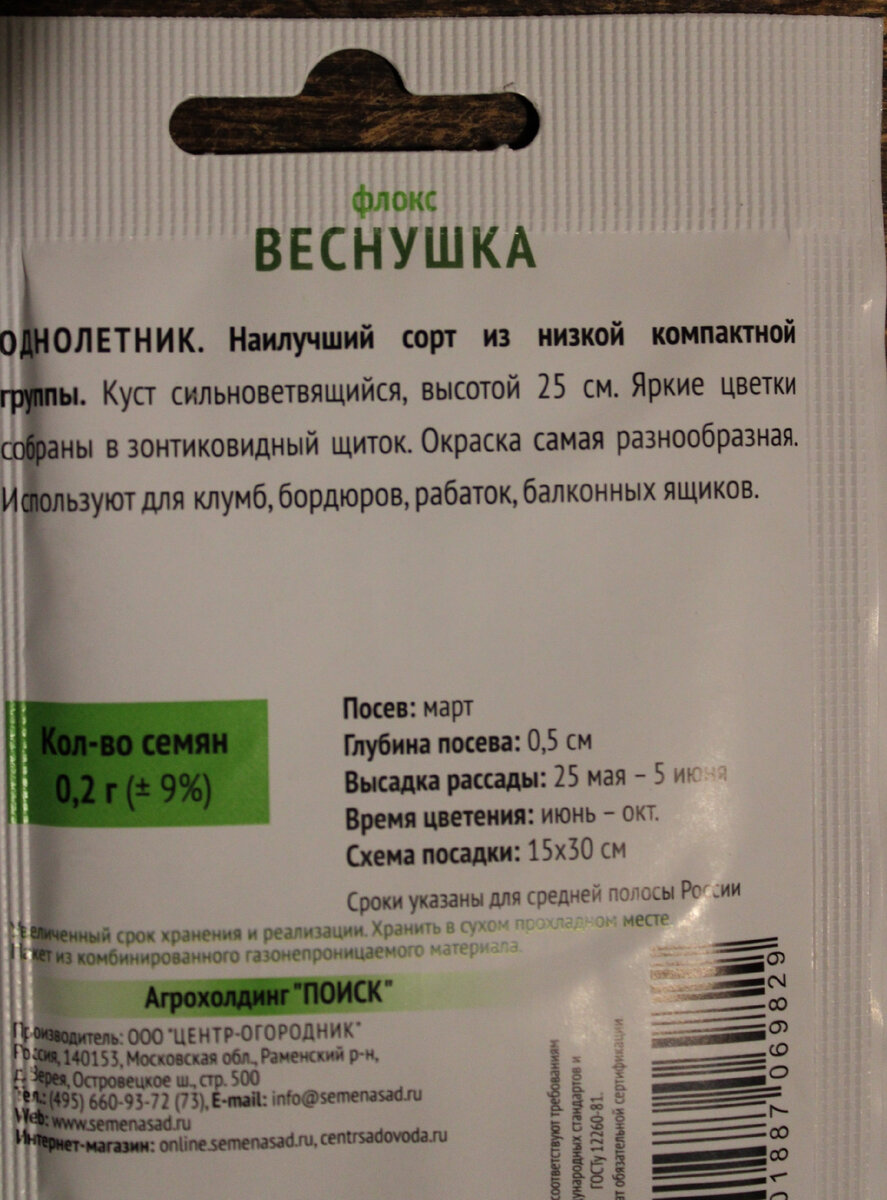 флокс
ВЕСНУШКА
ОДНОЛЕТНИК. Наилучший сорт из низкой компактной
группы. Куст сильноветвящийся, высотой 25 см. Яркие цветки
собраны в зонтиковидный щиток. Окраска самая разнообразная.
Используют для клумб, бордюров, рабаток, балконных ящиков.
Кол-во семян
0,2 г (± 9%)
Посев: март
Глубина посева: 0,5 см
Высадка рассады: 25 мая – 5 июня
Время цветения: июнь – окт.
Схема посадки: 15х30 см
Сроки указаны для средней полосы России
Увеличенный срок хранения и реализации. Хранить в сухом прохладном месте.
Пакет из комбинированного газонепроницаемого материала.
Агрохолдинг "ПОИСК"
Производитель: ООО "ЦЕНТР-ОГОРОДНИК"
Россия, 140153, Московская обл., Раменский р-н,
д. Верея, Островецкое ш., стр. 500
Тел.: (495) 660-93-72 (73), E-mail: info@semenasad.ru
Web: www.semenasad.ru
Интернет-магазин: online.semenasad.ru, centrsadovoda.ru
соответствуют требованиям
стандартов и
ГОСТу 12260-81.
обязательной сертификации
01887 069829